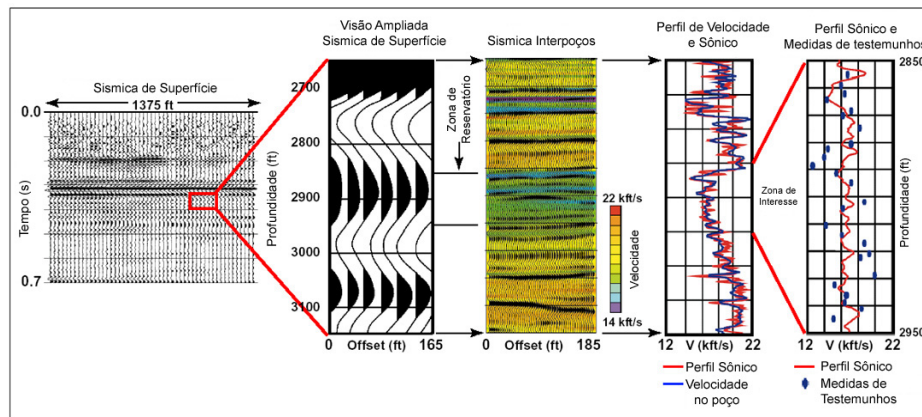 Sismica de Superfície
1375 ft
0.0
Tempo (s)
0.7
Visão Ampliada
Sismica de Superfície
2700
2800
2900
3000
3100
Profundidade (ft)
0 Offset (ft) 165
Zona de
Reservatório
Sismica Interpoços
22 kft/s
Velocidade
14 kft/s
0 Offset (ft) 185
Perfil de Velocidade
e Sônico
12 V (kft/s) 22
Perfil Sônico
Velocidade
no poço
Zona de
Interesse
Perfil Sônico e
Medidas de testemunhos
2850
Profundidade (ft)
2950
12 V (kft/s) 22
Perfil Sônico
Medidas de
Testemunhos